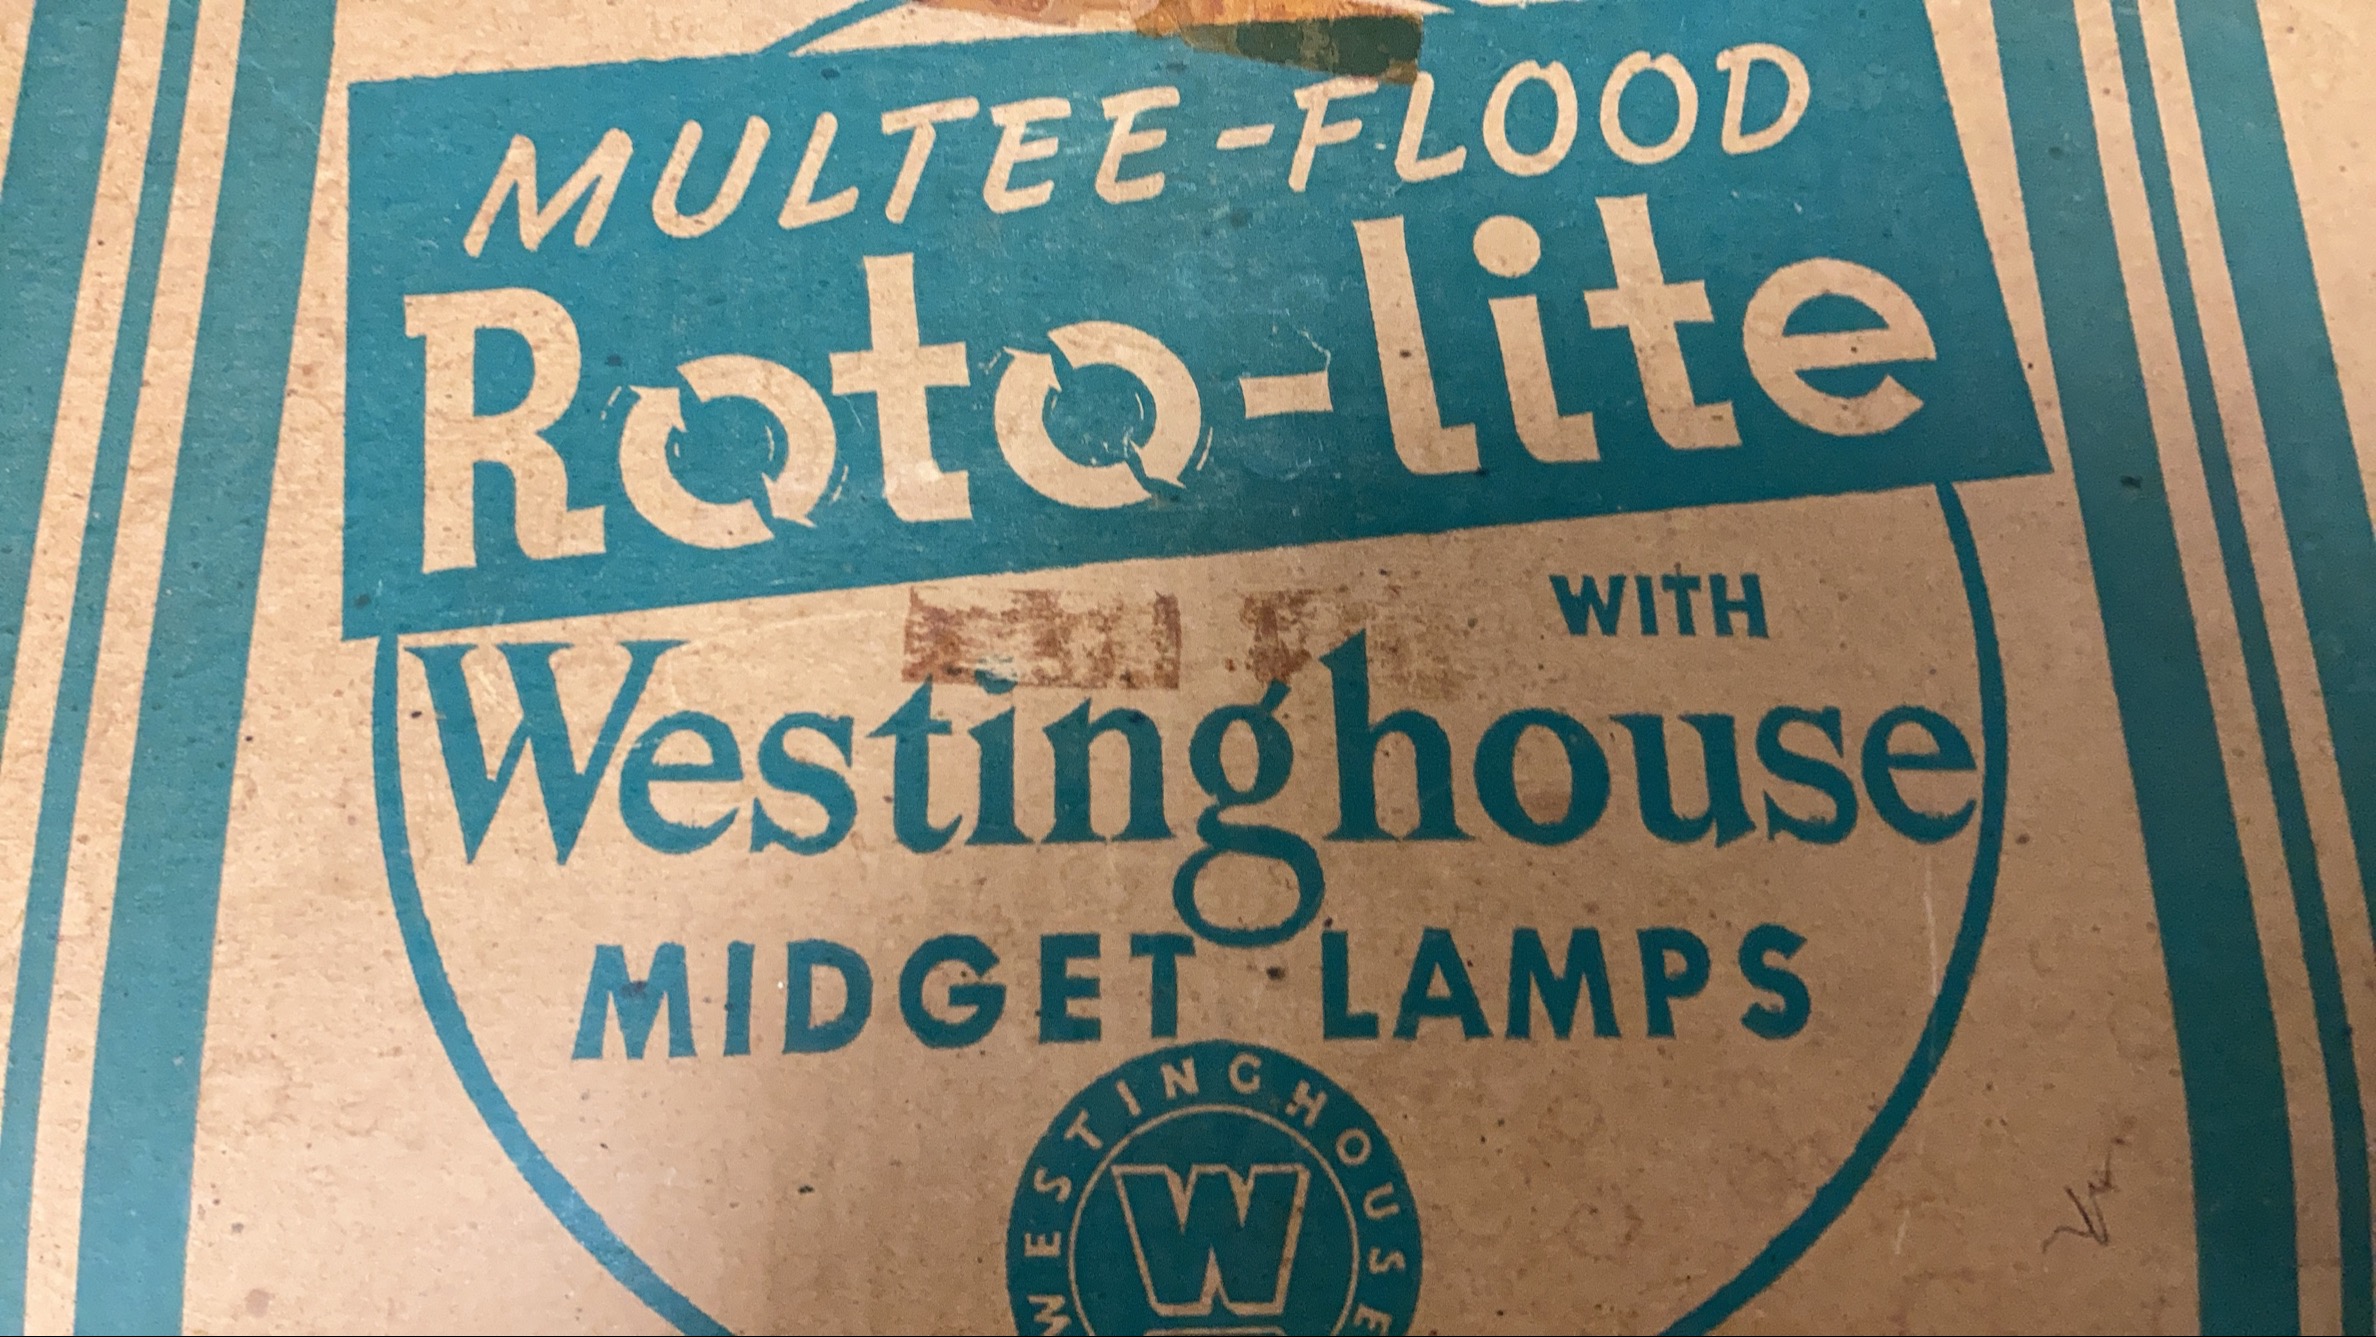 MULTEE-FLOOD
Roto-lite
WITH
Westinghouse
MIDGET LAMPS
WESTINGHOUSE
W